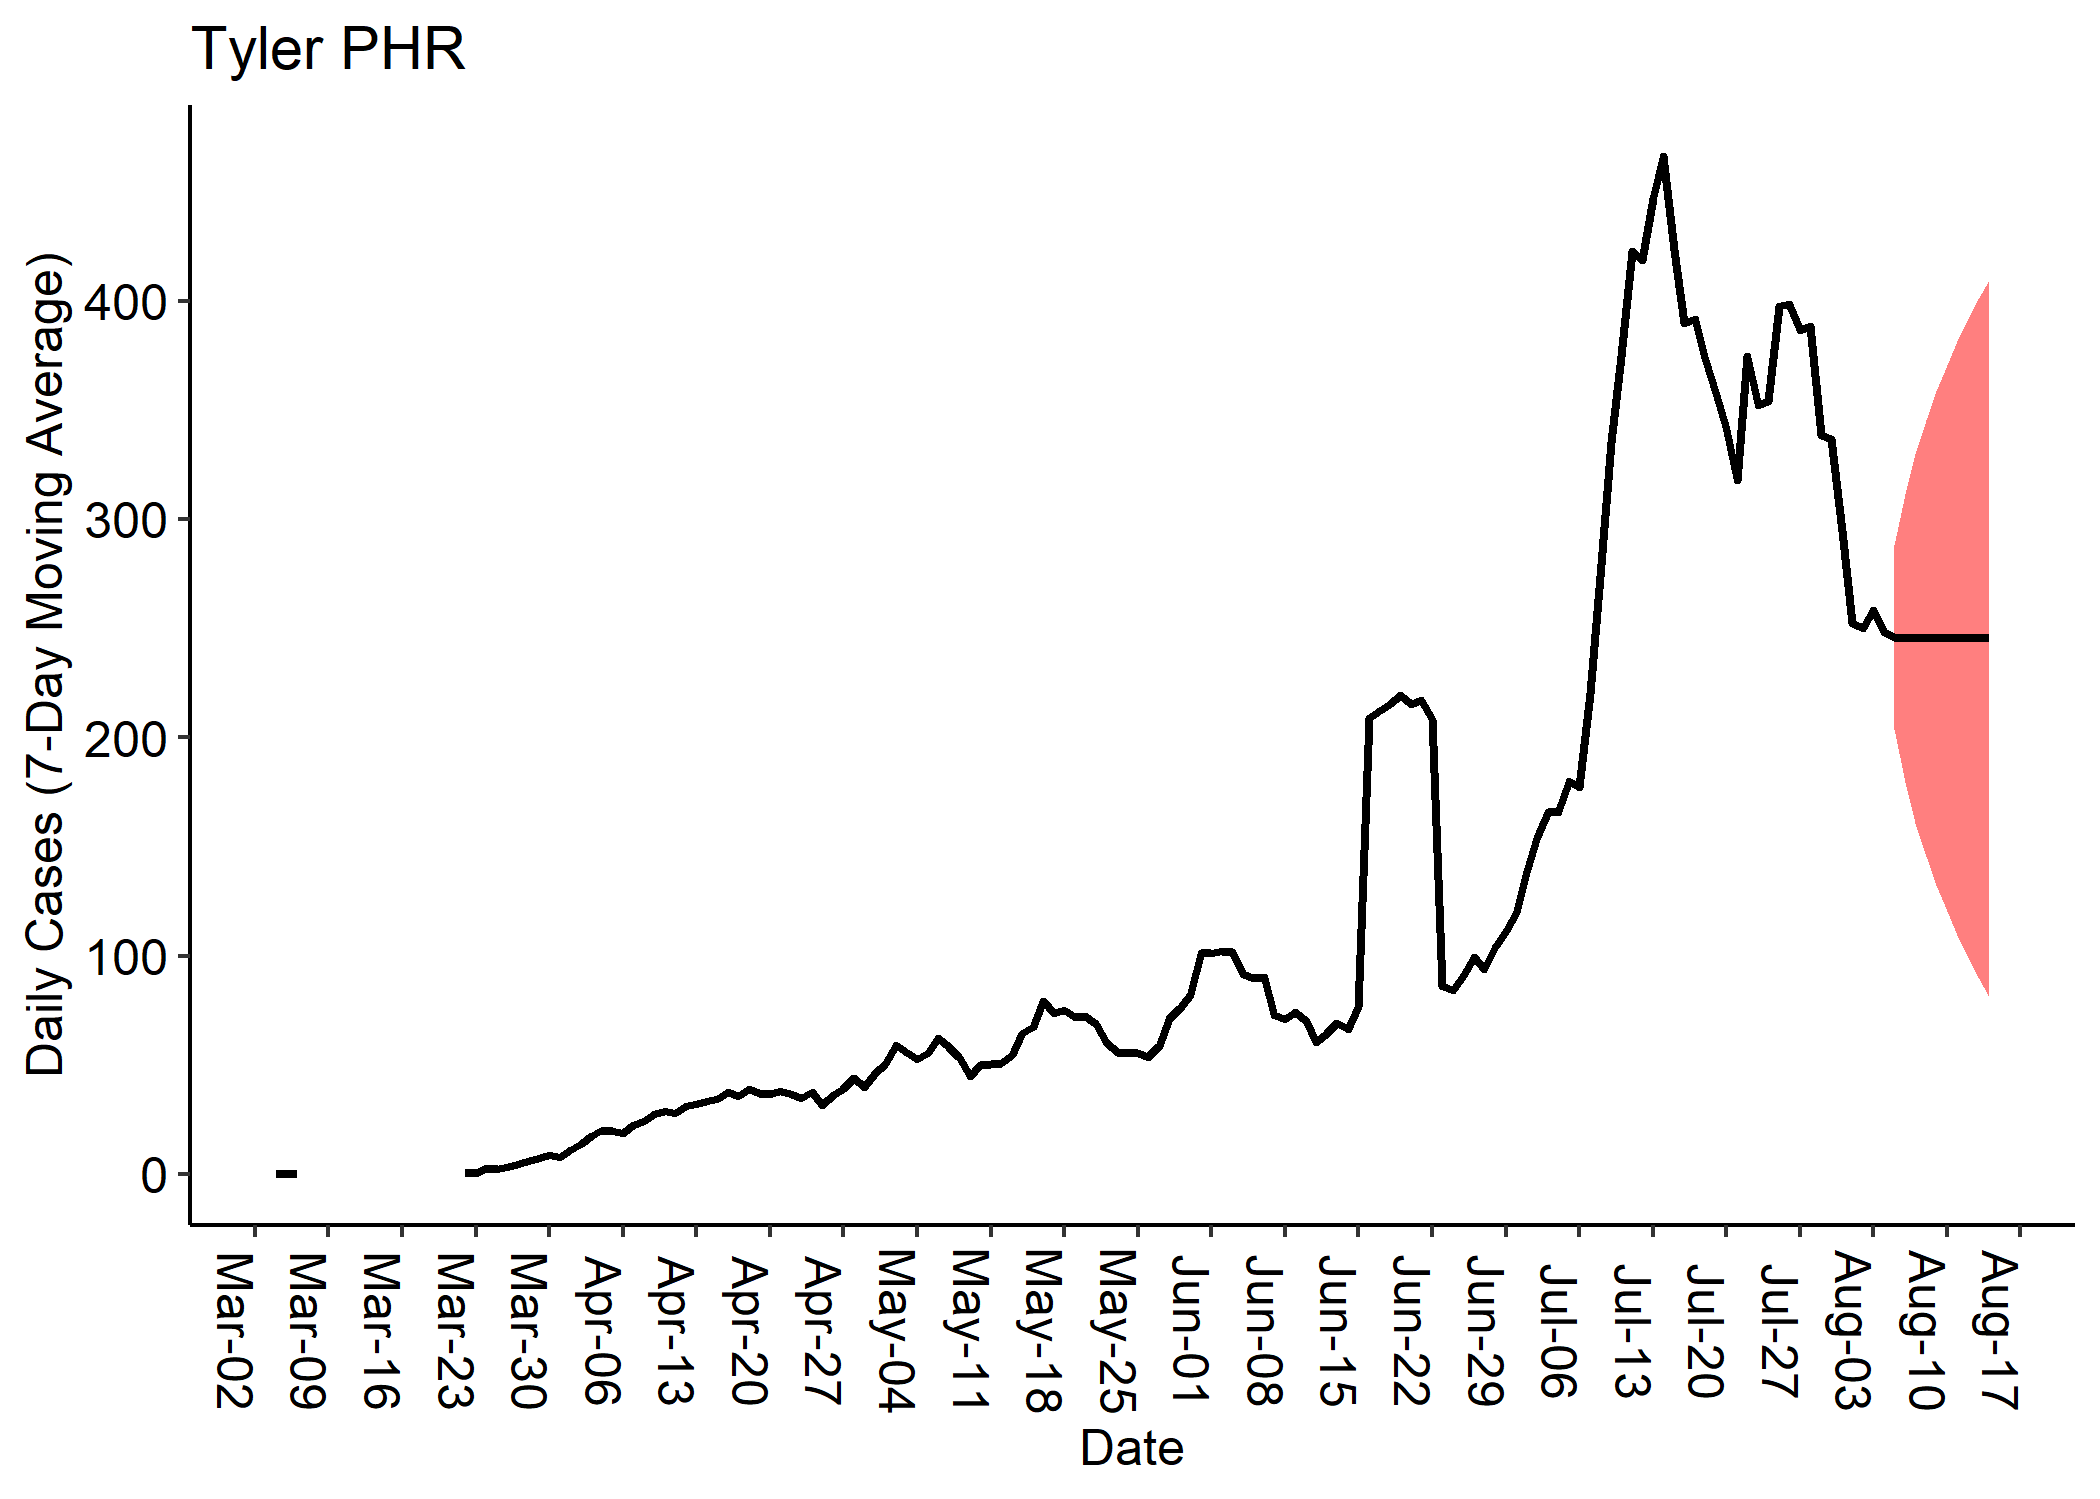 Tyler PHR
Daily Cases (7-Day Moving Average)
400
300
200
100
0
Mar-02
Mar-09
Mar-16
Mar-23
Mar-30
Apr-06
Apr-13
Apr-20
Apr-27
May-04
May-11
May-18
May-25
Jun-01
Jun-08
Jun-15
Jun-22
Jun-29
Jul-06
Jul-13
Jul-20
Jul-27
Aug-03
Aug-10
Aug-17
Date